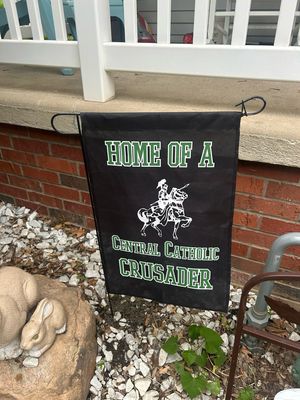 HOME OF A
CENTRAL CATHOLIC
CRUSADER